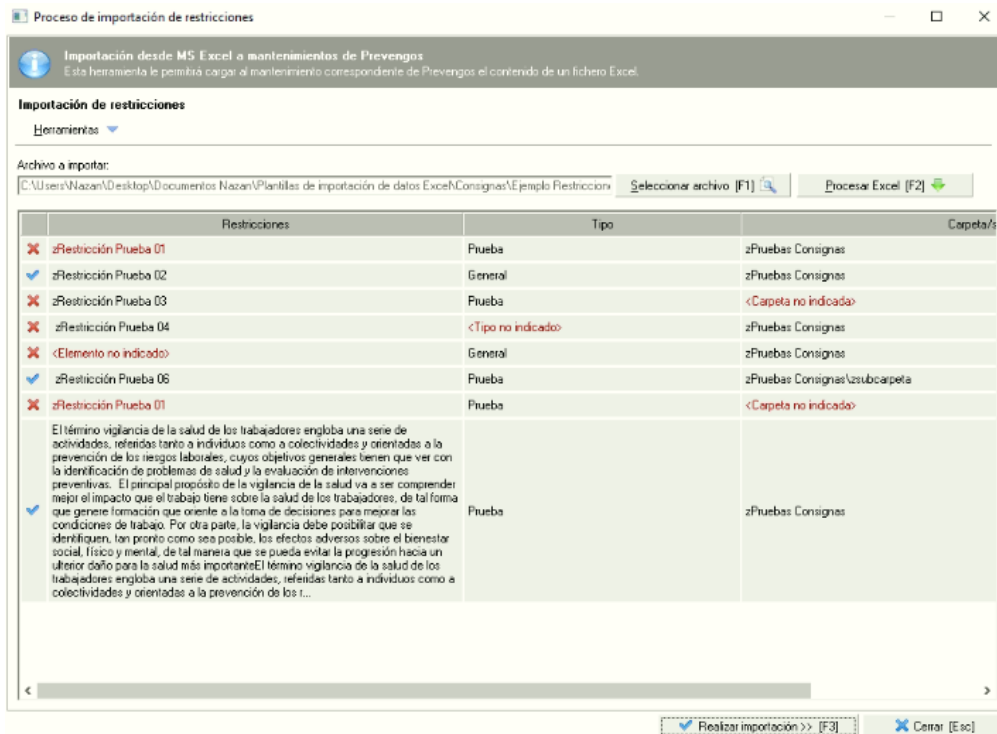 Proceso de importación de restricciones
Importación desde MS Excel a mantenimientos de Prevengos
Esta herramienta le permitirá cargar al mantenimiento correspondiente de Prevengos el contenido de un fichero Excel.
Importación de restricciones
Herramientas
Archivo a importar:
C:\Users\Nazan\Desktop\Documentos Nazan\Plantillas de importación de datos Excel\Consignas\Ejemplo Restriccion
Seleccionar archivo [F1]
Procesar Excel [F2]
Restricciones Tipo Carpeta/s
zRestricción Prueba 01 Prueba zPruebas Consignas
zRestricción Prueba 02 General zPruebas Consignas
zRestricción Prueba 03 Prueba <Carpeta no indicada>
zRestricción Prueba 04 <Tipo no indicado> zPruebas Consignas
<Elemento no indicado> General zPruebas Consignas
zRestricción Prueba 06 Prueba zPruebas Consignas\zsubcarpeta
zRestricción Prueba 01 Prueba <Carpeta no indicada>
El término vigilancia de la salud de los trabajadores engloba una serie de
actividades, referidas tanto a individuos como a colectividades y orientadas a la
prevención de los riesgos laborales, cuyos objetivos generales tienen que ver con
la identificación de problemas de salud y la evaluación de intervenciones
preventivas. El principal propósito de la vigilancia de la salud va a ser comprender
mejor el impacto que el trabajo tiene sobre la salud de los trabajadores, de tal forma
que genere formación que oriente a la toma de decisiones para mejorar las
condiciones de trabajo. Por otra parte, la vigilancia debe posibilitar que se
identifiquen, tan pronto como sea posible, los efectos adversos sobre el bienestar
social, físico y mental, de tal manera que se pueda evitar la progresión hacia un
ulterior daño para la salud más importanteEl término vigilancia de la salud de los
trabajadores engloba una serie de actividades, referidas tanto a individuos como a
colectividades y orientadas a la prevención de los r...
Prueba
zPruebas Consignas
Realizar importación >> [F3]
Cerrar [Esc]